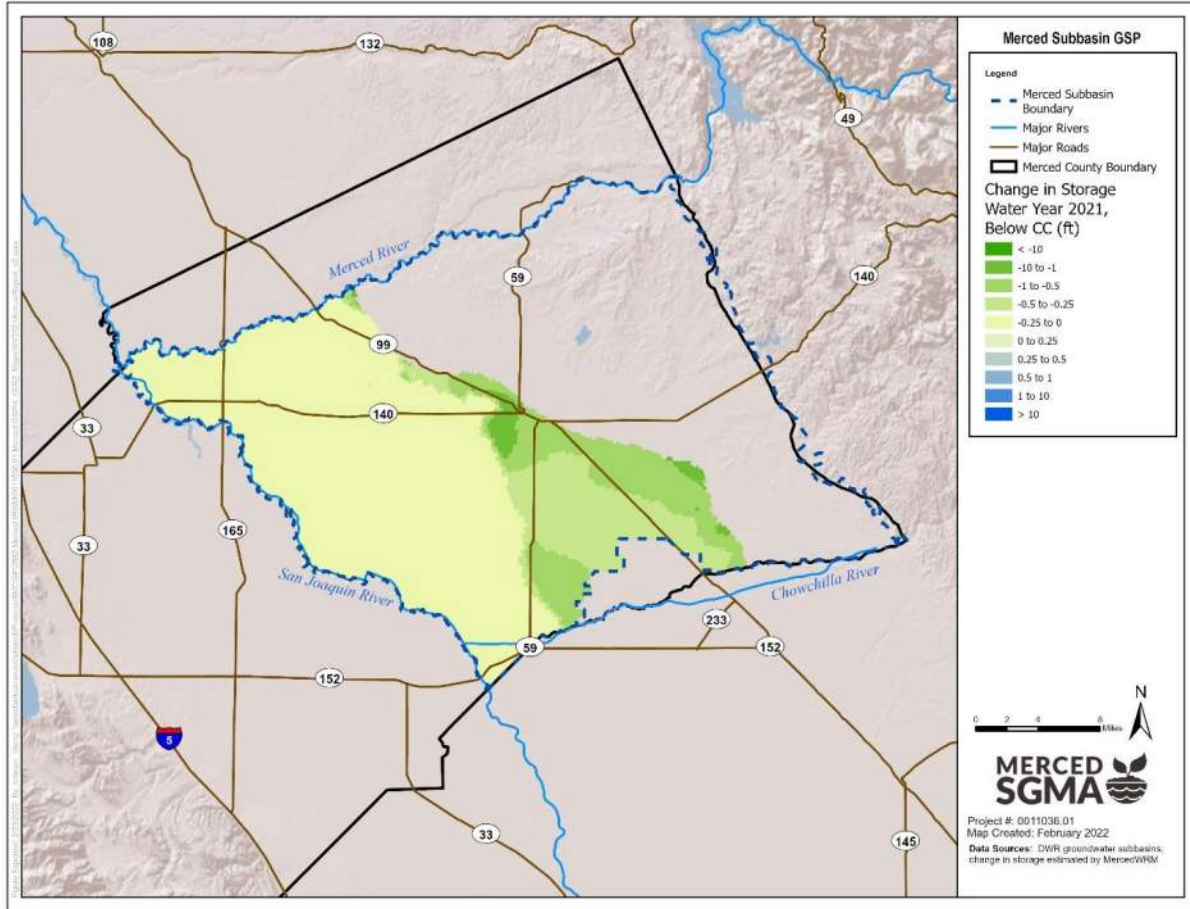 Merced Subbasin GSP
Legend
Merced Subbasin
Boundary
Major Rivers
Major Roads
Merced County Boundary
Change in Storage
Water Year 2021,
Below CC (ft)
< -10
-10 to -1
-1 to -0.5
-0.5 to -0.25
-0.25 to 0
0 to 0.25
0.25 to 0.5
0.5 to 1
1 to 10
> 10
108
132
49
Merced River
59
140
99
140
33
165
33
San Joaquin River
Chowchilla River
233
59
152
152
5
33
145
N
0 2 4 8
Miles
MERCED
SGMA
Project #: 0011036.01
Map Created: February 2022
Data Sources: DWR groundwater subbasins,
change in storage estimated by MercedWRM